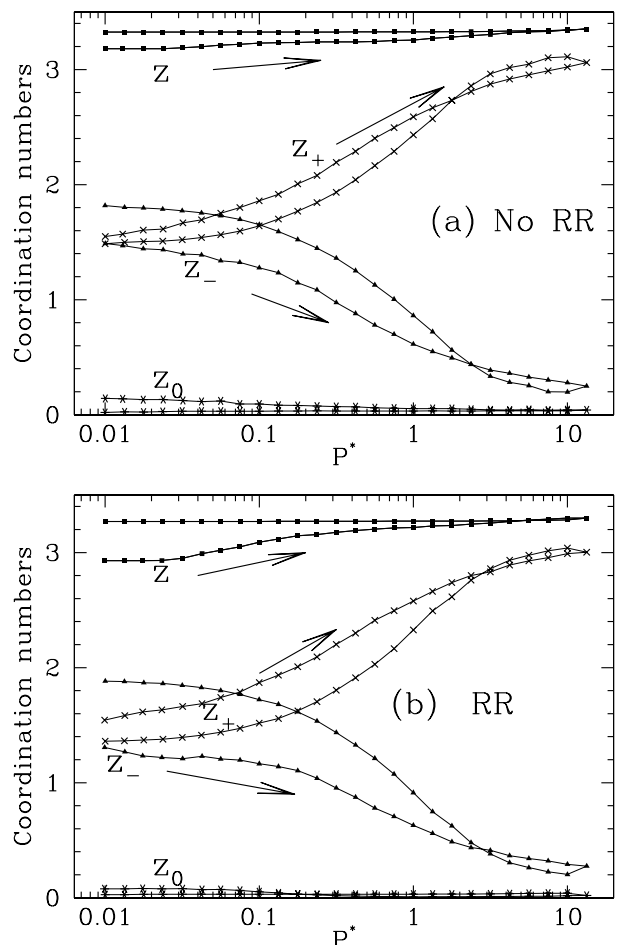 Coordination numbers
3
2
1
0
Z
Z+
Z−
Z0
(a) No RR
0.01 0.1 1 10
P*
Coordination numbers
3
2
1
0
Z
Z+
Z−
Z0
(b) RR
0.01 0.1 1 10
P*